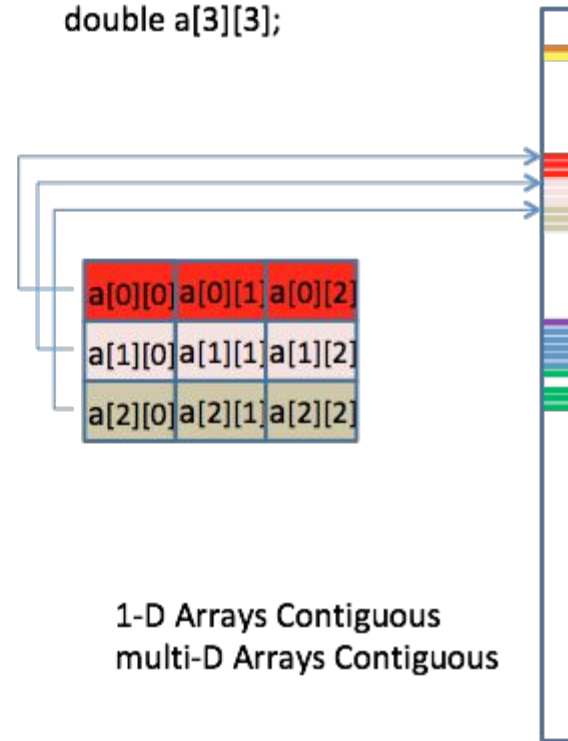 double a[3][3];
a[0][0] a[0][1] a[0][2]
a[1][0] a[1][1] a[1][2]
a[2][0] a[2][1] a[2][2]
1-D Arrays Contiguous
multi-D Arrays Contiguous